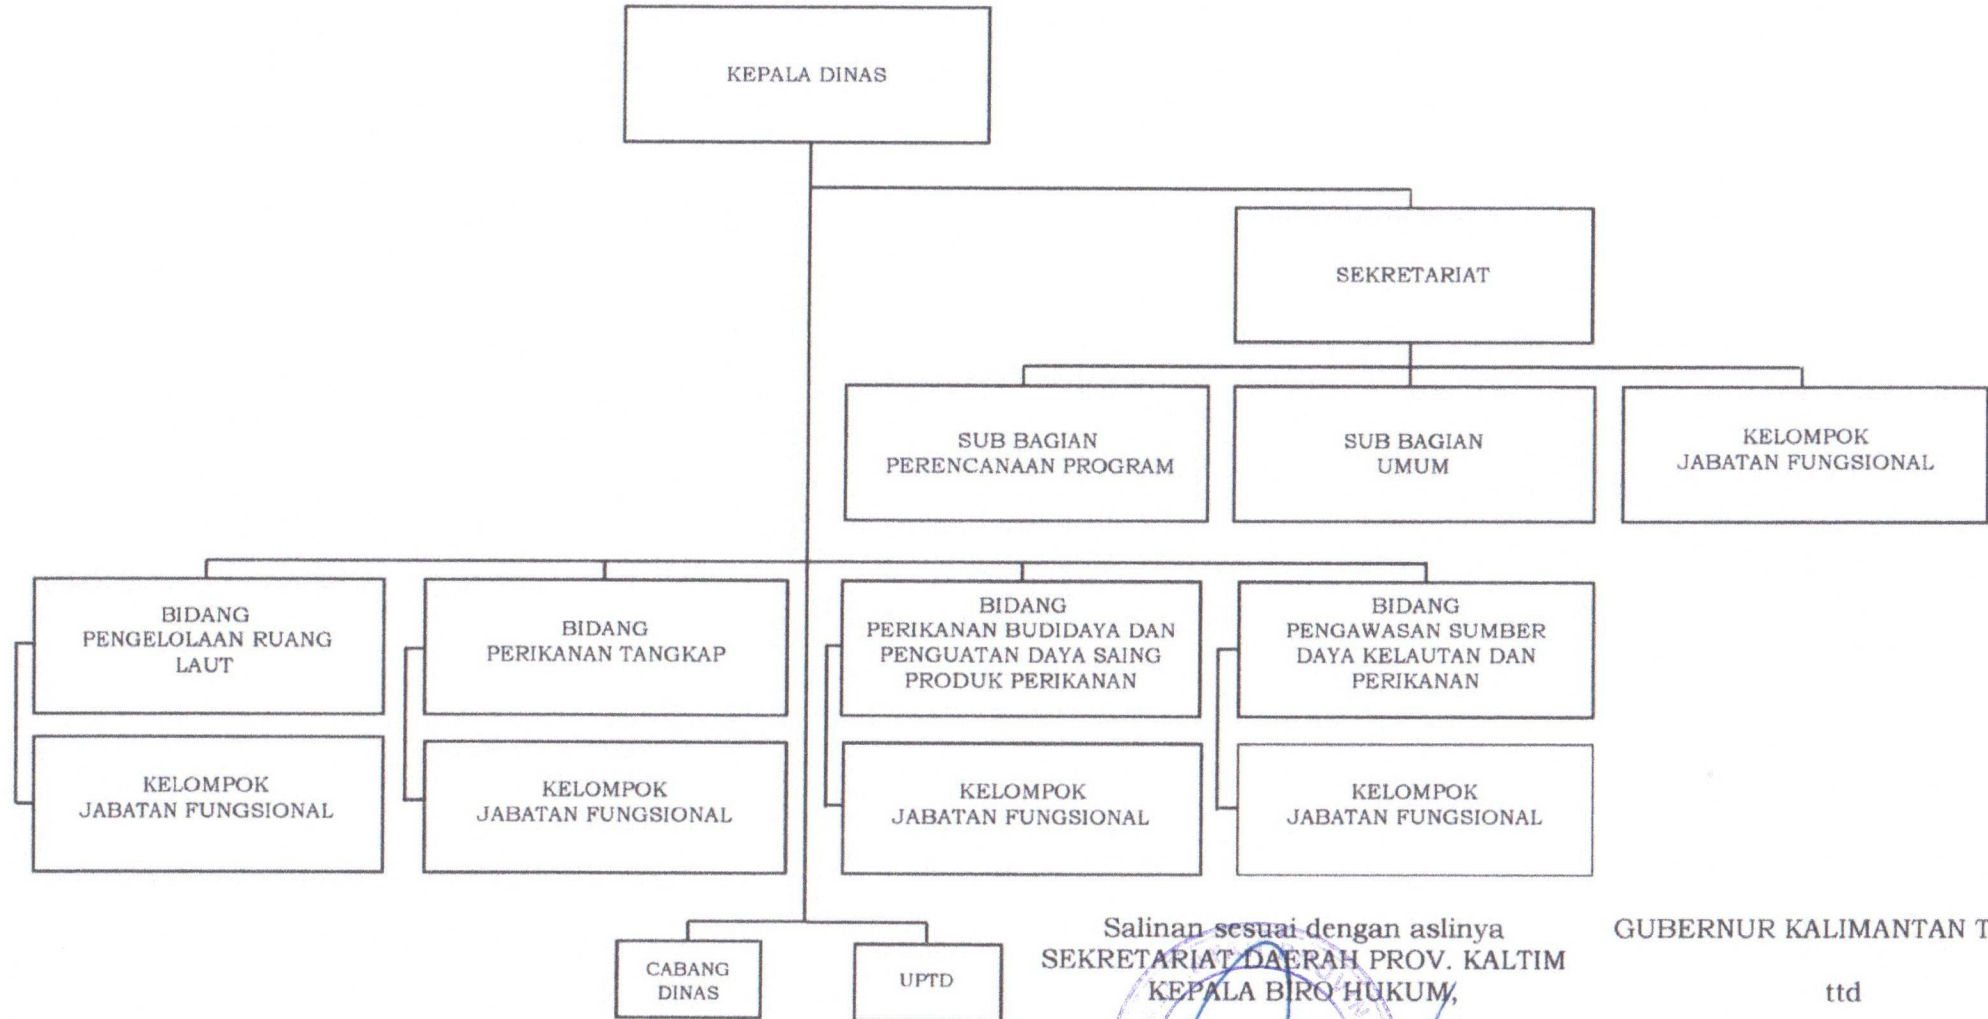 KEPALA DINAS
SEKRETARIAT
SUB BAGIAN
PERENCANAAN PROGRAM
SUB BAGIAN
UMUM
KELOMPOK
JABATAN FUNGSIONAL
BIDANG
PENGELOLAAN RUANG
LAUT
BIDANG
PERIKANAN TANGKAP
BIDANG
PERIKANAN BUDIDAYA DAN
PENGUATAN DAYA SAING
PRODUK PERIKANAN
BIDANG
PENGAWASAN SUMBER
DAYA KELAUTAN DAN
PERIKANAN
KELOMPOK
JABATAN FUNGSIONAL
KELOMPOK
JABATAN FUNGSIONAL
KELOMPOK
JABATAN FUNGSIONAL
KELOMPOK
JABATAN FUNGSIONAL
CABANG
DINAS
UPTD
Salinan sesuai dengan aslinya
SEKRETARIAT DAERAH PROV. KALTIM
KEPALA BIRO HUKUM,
GUBERNUR KALIMANTAN T
ttd